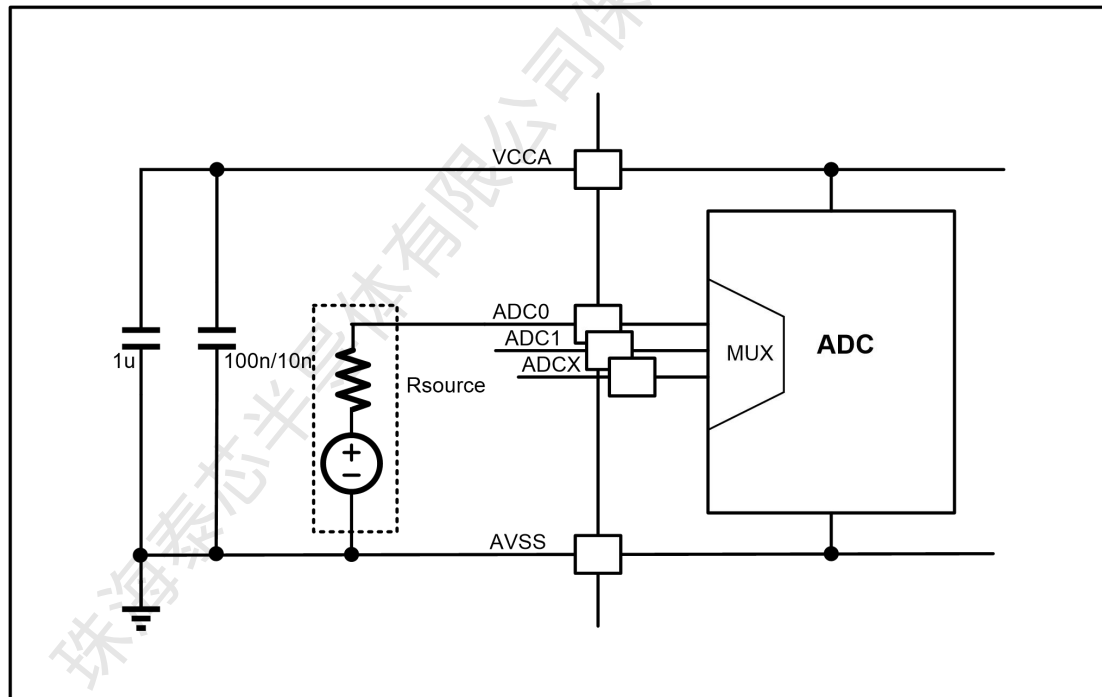 VCCA
ADC0
ADC1
ADCX
MUX
ADC
1u
100n/10n
Rsource
AVSS
珠海泰芯半导体有限公司保